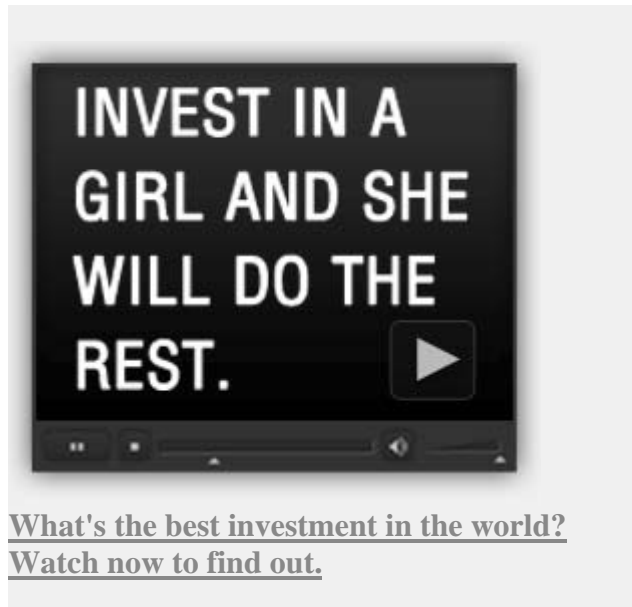 INVEST IN A
GIRL AND SHE
WILL DO THE
REST.
What's the best investment in the world?
Watch now to find out.